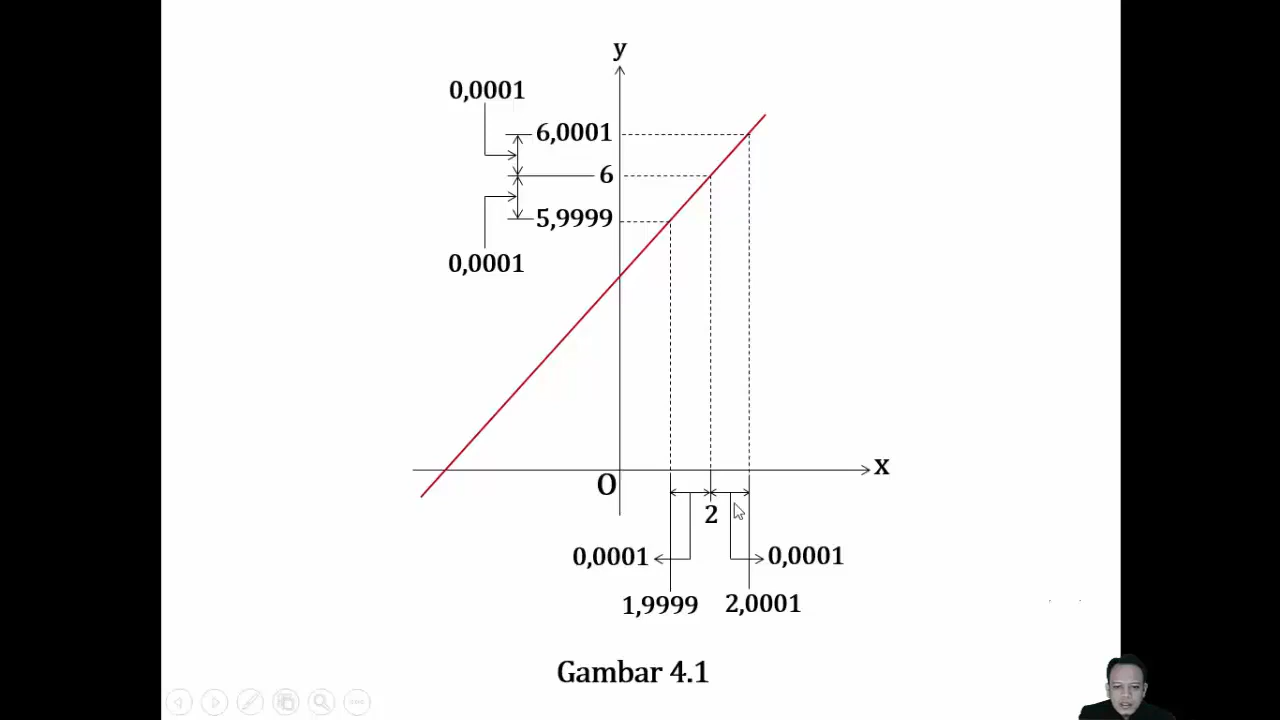 y
0,0001
6,0001
6
5,9999
0,0001
x
O
2
0,0001
0,0001
1,9999
2,0001
Gambar 4.1